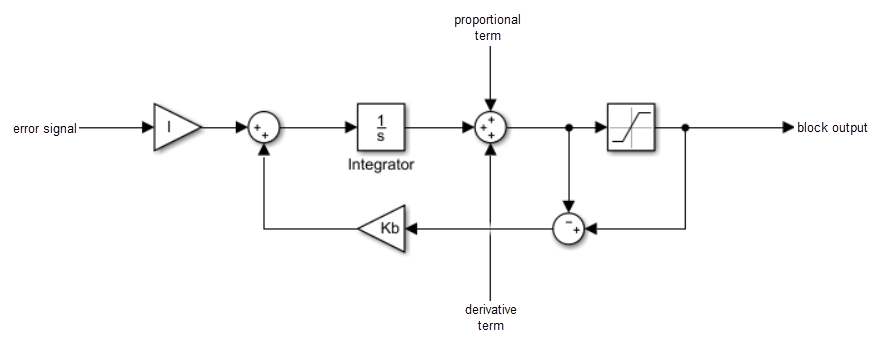 proportional
term
error signal
I
+
+
1
s
Integrator
+
+
+
block output
Kb
-
+
derivative
term